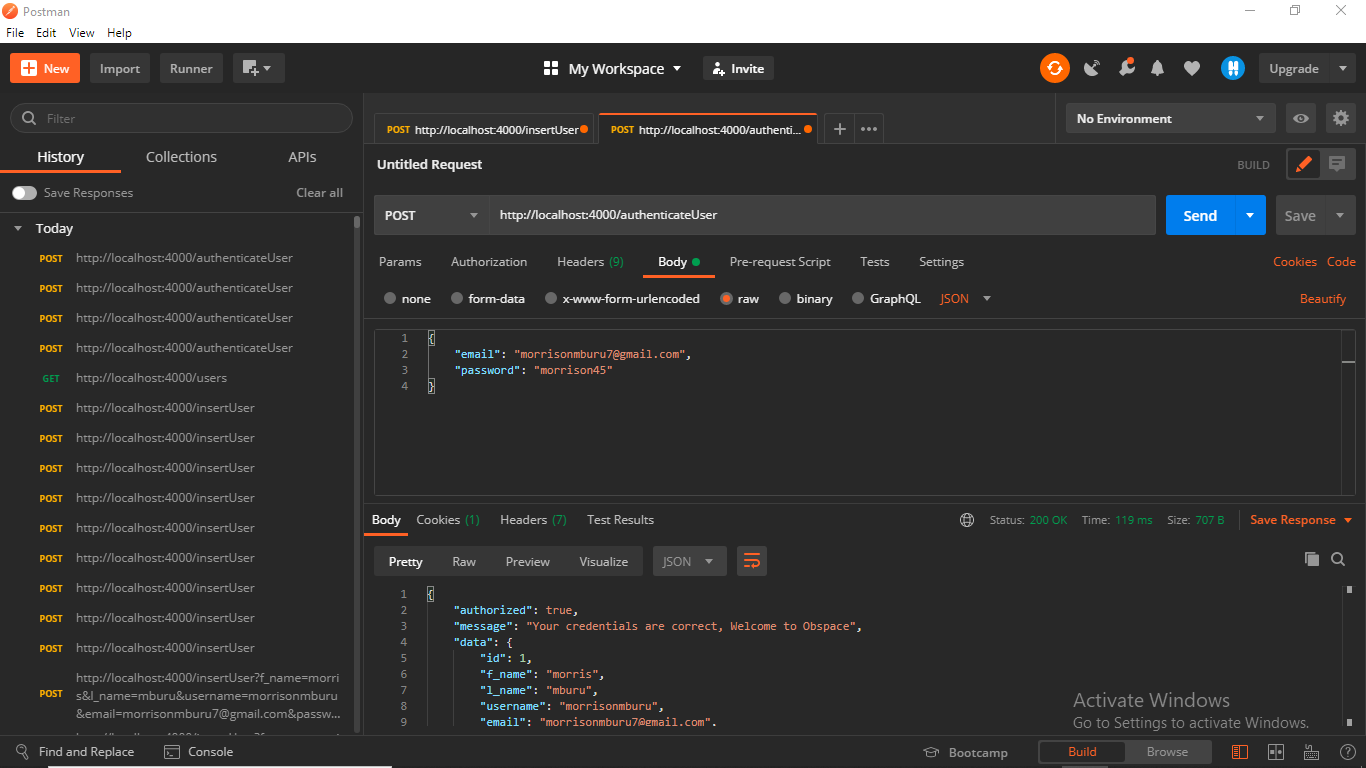 Postman
File Edit View Help
New Import Runner My Workspace Invite Upgrade
Filter
History Collections APIs
Save Responses Clear all
Today
POST http://localhost:4000/authenticateUser
POST http://localhost:4000/authenticateUser
POST http://localhost:4000/authenticateUser
POST http://localhost:4000/authenticateUser
GET http://localhost:4000/users
POST http://localhost:4000/insertUser
POST http://localhost:4000/insertUser
POST http://localhost:4000/insertUser
POST http://localhost:4000/insertUser
POST http://localhost:4000/insertUser
POST http://localhost:4000/insertUser
POST http://localhost:4000/insertUser
POST http://localhost:4000/insertUser
POST http://localhost:4000/insertUser
POST http://localhost:4000/insertUser?f_name=morri
s&l_name=mburu&username=morrisonmburu
&email=morrisonmburu7@gmail.com&passw...
POST http://localhost:4000/insertUser POST http://localhost:4000/authenti... No Environment
Untitled Request BUILD
POST http://localhost:4000/authenticateUser Send Save
Params Authorization Headers (9) Body Pre-request Script Tests Settings Cookies Code
none form-data x-www-form-urlencoded raw binary GraphQL JSON Beautify
1 {
2 "email": "morrisonmburu7@gmail.com",
3 "password": "morrison45"
4 }
Body Cookies (1) Headers (7) Test Results Status: 200 OK Time: 119 ms Size: 707 B Save Response
Pretty Raw Preview Visualize JSON
1 {
2 "authorized": true,
3 "message": "Your credentials are correct, Welcome to Obspace",
4 "data": {
5 "id": 1,
6 "f_name": "morris",
7 "l_name": "mburu",
8 "username": "morrisonmburu",
9 "email": "morrisonmburu7@gmail.com",
Activate Windows
Go to Settings to activate Windows.
Find and Replace Console Bootcamp Build Browse